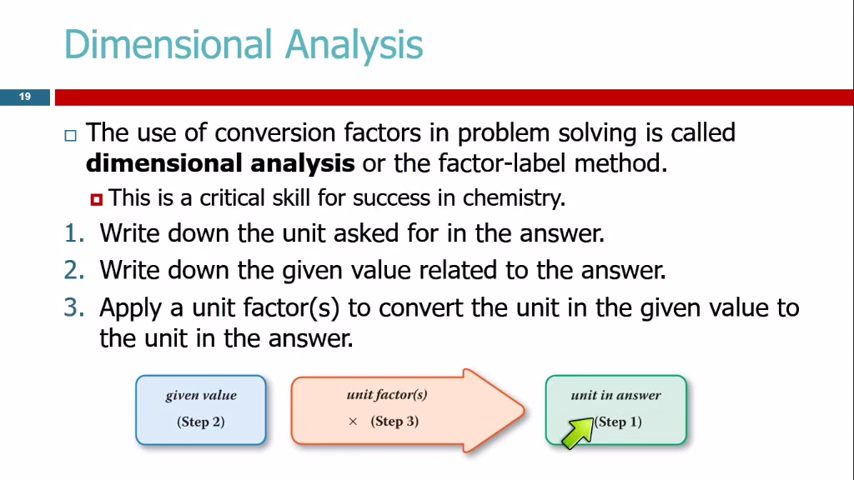 Dimensional Analysis
19
The use of conversion factors in problem solving is called
dimensional analysis or the factor-label method.
This is a critical skill for success in chemistry.
1. Write down the unit asked for in the answer.
2. Write down the given value related to the answer.
3. Apply a unit factor(s) to convert the unit in the given value to
the unit in the answer.
given value
(Step 2)
unit factor(s)
× (Step 3)
unit in answer
(Step 1)